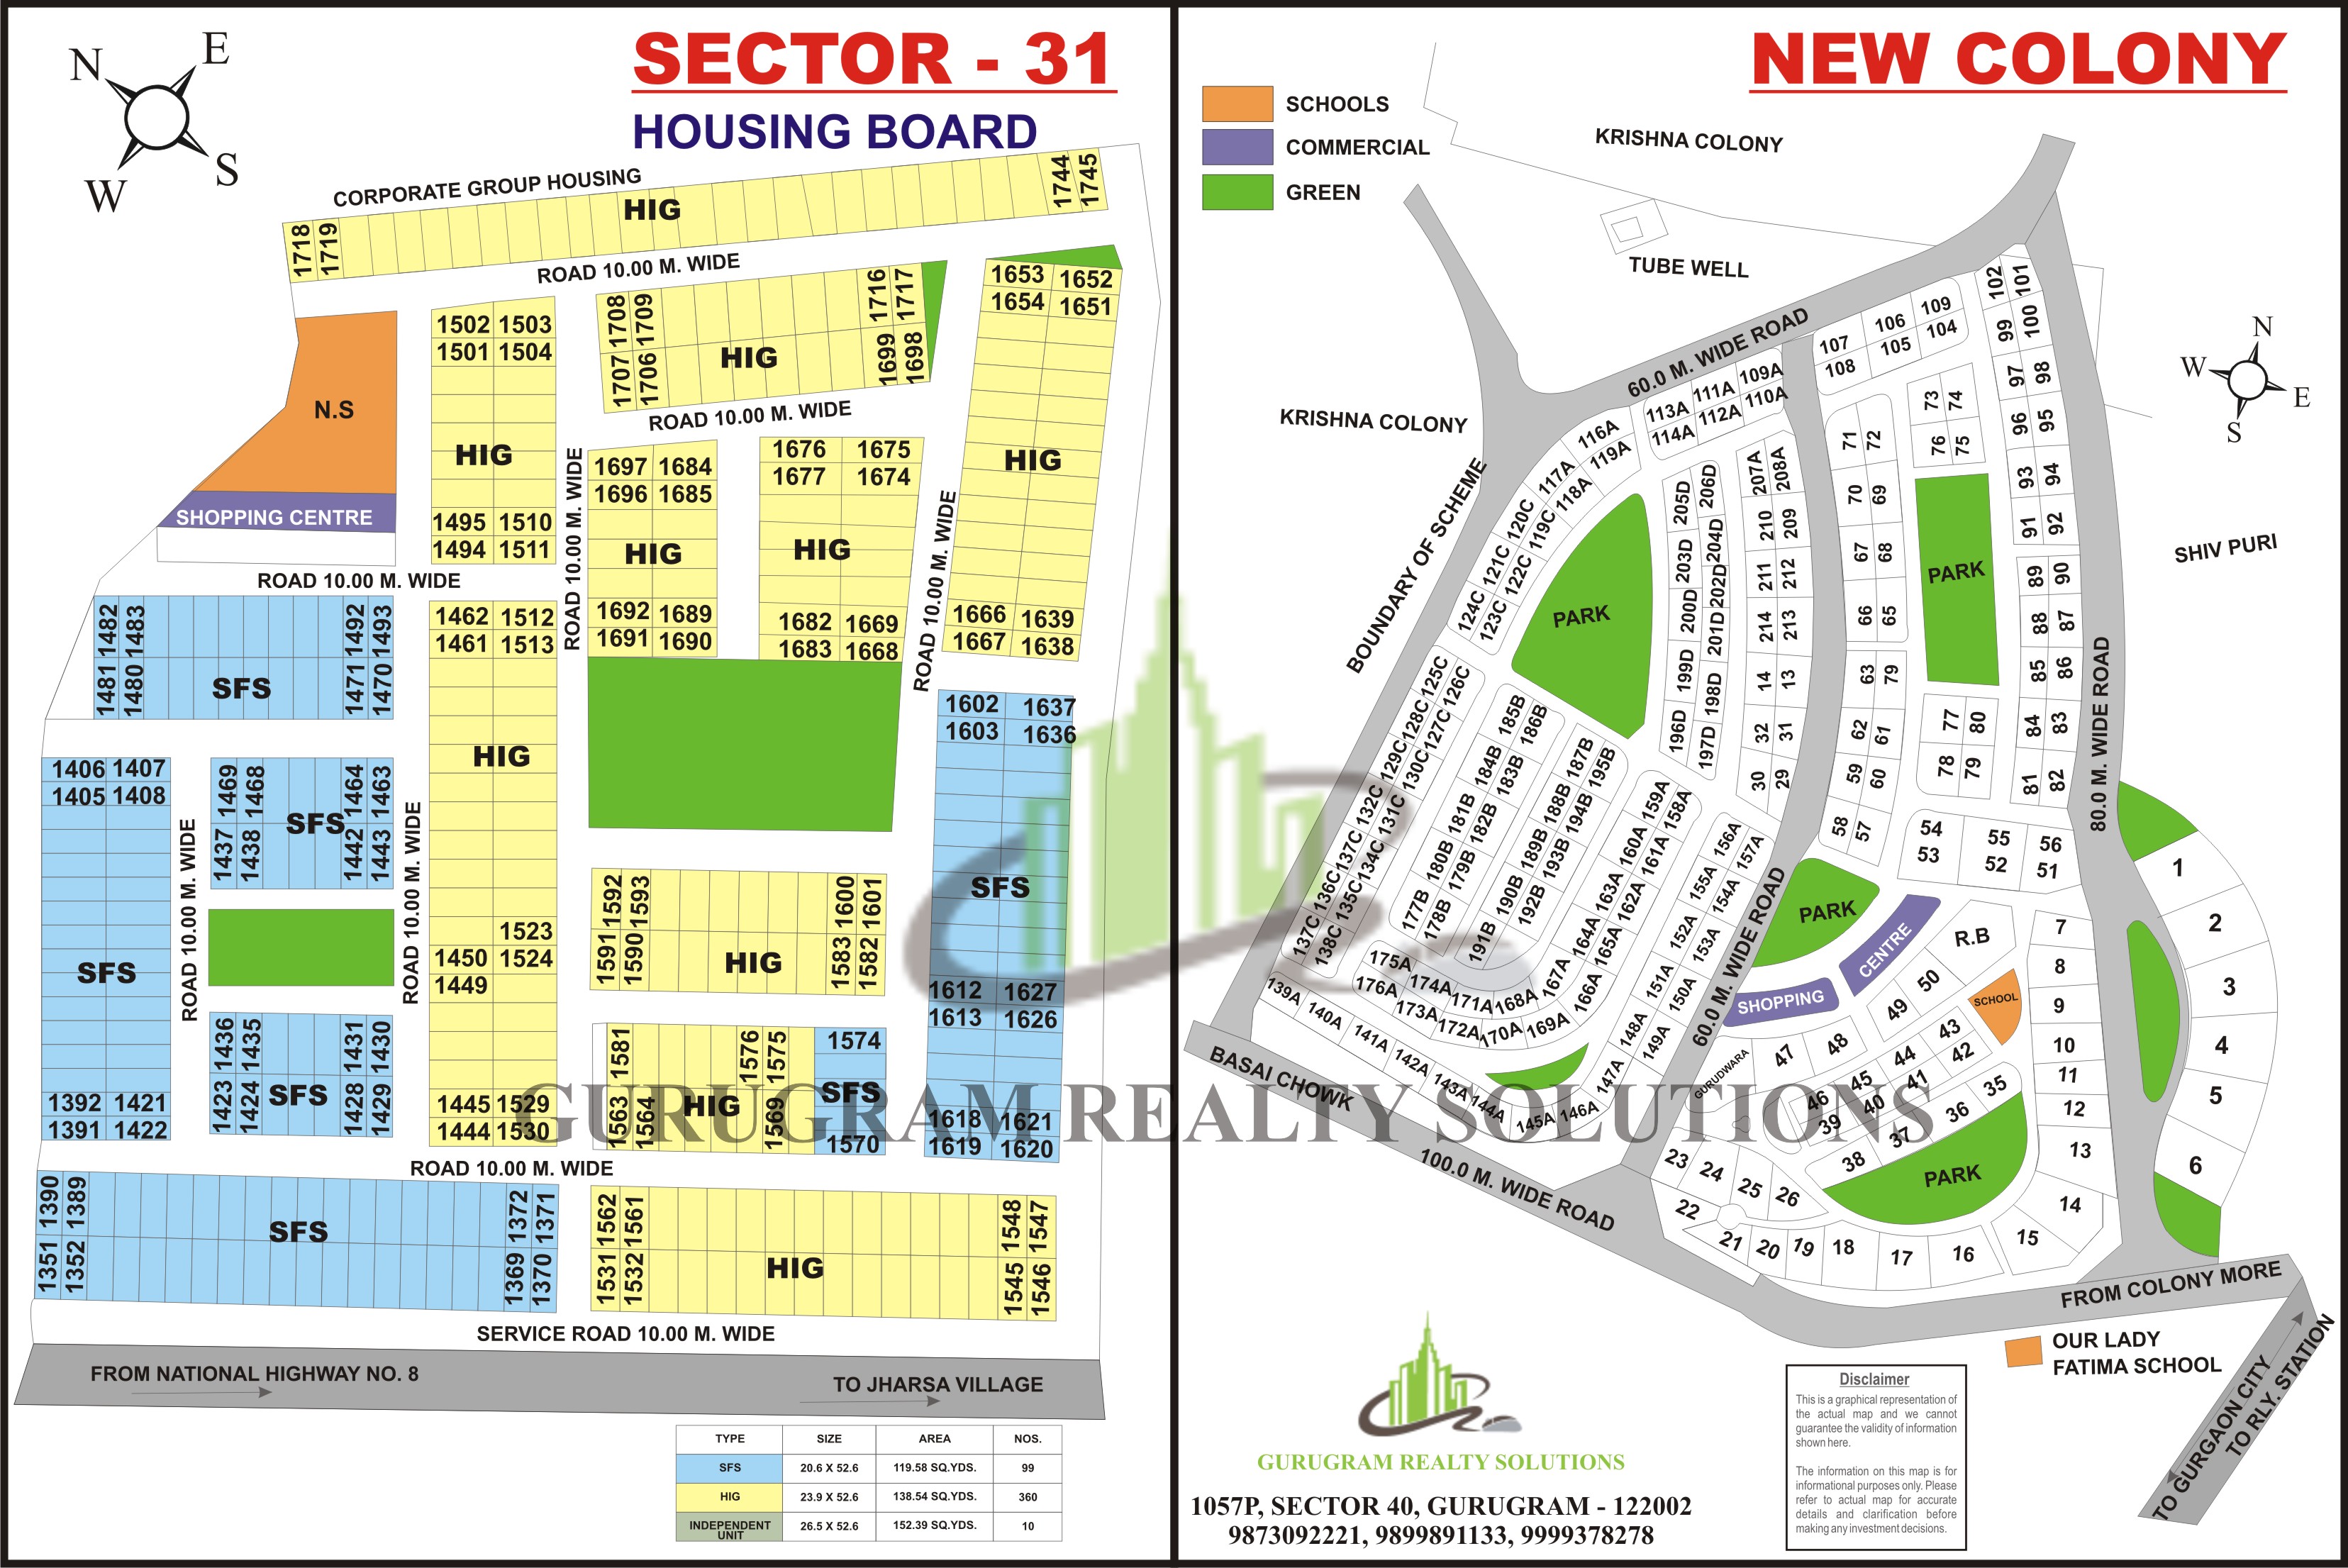 SECTOR - 31
HOUSING BOARD
N
E
W
S
CORPORATE GROUP HOUSING
1718
1719
HIG
1744
1745
ROAD 10.00 M. WIDE
N.S
SHOPPING CENTRE
1502 1503
1501 1504
HIG
1495 1510
1494 1511
1708
1709
1716
1717
1707
1706
HIG
1699
1698
ROAD 10.00 M. WIDE
1653 1652
1654 1651
HIG
1666 1639
1667 1638
ROAD 10.00 M. WIDE
1697 1684
1696 1685
HIG
1692 1689
1691 1690
1676 1675
1677 1674
HIG
1682 1669
1683 1668
ROAD 10.00 M. WIDE
ROAD 10.00 M. WIDE
1482
1483
1492
1493
1481
1480
SFS
1471
1470
1462 1512
1461 1513
HIG
1523
1450 1524
1449
1445 1529
1444 1530
1602 1637
1603 1636
SFS
1612 1627
1613 1626
1618 1621
1619 1620
1406 1407
1405 1408
SFS
1392 1421
1391 1422
ROAD 10.00 M. WIDE
1469
1468
1464
1463
SFS
1437
1438
1442
1443
ROAD 10.00 M. WIDE
1436
1435
1431
1430
1423
1424
SFS
1428
1429
1592
1593
1600
1601
1591
1590
HIG
1583
1582
1581
1576
1575
1574
1563
1564
HIG
1569
SFS
1570
ROAD 10.00 M. WIDE
1390
1389
1372
1371
SFS
1351
1352
1369
1370
1562
1561
1548
1547
HIG
1531
1532
1545
1546
SERVICE ROAD 10.00 M. WIDE
FROM NATIONAL HIGHWAY NO. 8
TO JHARSA VILLAGE
TYPE SIZE AREA NOS.
SFS 20.6 X 52.6 119.58 SQ.YDS. 99
HIG 23.9 X 52.6 138.54 SQ.YDS. 360
INDEPENDENT UNIT 26.5 X 52.6 152.39 SQ.YDS. 10
GURUGRAM REALTY SOLUTIONS
NEW COLONY
SCHOOLS
COMMERCIAL
GREEN
KRISHNA COLONY
TUBE WELL
KRISHNA COLONY
BOUNDARY OF SCHEME
60.0 M. WIDE ROAD
N
W
E
S
SHIV PURI
80.0 M. WIDE ROAD
102 101
99 100
97 98
96 95
93 94
91 92
89 90
88 87
85 86
84 83
81 82
107 106 109
108 105 104
73 74
76 75
PARK
77 80
78 79
71 72
70 69
67 68
66 65
63 79
62 61
59 60
58 57
54 55 56
53 52 51
113A 111A 109A
114A 112A 110A
116A
119A
117A
118A
120C
119C
121C
122C
124C
123C
PARK
205D 206D
203D 204D
200D 202D
201D
199D 198D
196D 197D
207A 208A
210 209
211 212
214 213
14 13
32 31
30 29
125C
126C
128C
127C
129C
130C
132C
131C
137C
134C
136C
135C
137C
138C
185B
186B
184B
183B
181B
182B
180B
179B
177B
178B
187B
195B
188B
194B
189B
193B
190B
192B
191B
159A
158A
160A
161A
163A
162A
164A
165A
167A
166A
175A 174A 171A 168A
176A 173A 172A 170A 169A
156A
157A
155A
154A
152A
153A
151A
150A
148A
149A
147A
139A 140A 141A 142A 143A 144A 145A 146A
60.0 M. WIDE ROAD
PARK
SHOPPING
CENTRE
R.B
50
49
48
47
SCHOOL
GURUDWARA
43
44
42
45
41
46
40
39
35
36
37
38
PARK
7
8
9
10
11
12
13
14
15
16
17
18
19
20
21
22
23
24
25
26
1
2
3
4
5
6
BASAI CHOWK
100.0 M. WIDE ROAD
FROM COLONY MORE
TO GURGAON CITY
TO RLY. STATION
OUR LADY
FATIMA SCHOOL
GURUGRAM REALTY SOLUTIONS
1057P, SECTOR 40, GURUGRAM - 122002
9873092221, 9899891133, 9999378278
Disclaimer
This is a graphical representation of
the actual map and we cannot
guarantee the validity of information
shown here.
The information on this map is for
informational purposes only. Please
refer to actual map for accurate
details and clarification before
making any investment decisions.